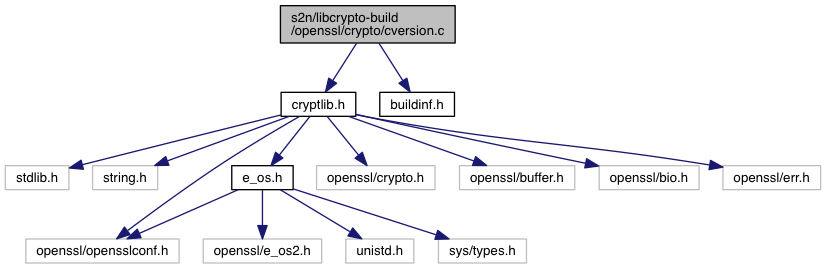 s2n/libcrypto-build
/openssl/crypto/cversion.c
cryptlib.h
buildinf.h
stdlib.h
string.h
e_os.h
openssl/crypto.h
openssl/buffer.h
openssl/bio.h
openssl/err.h
openssl/opensslconf.h
openssl/e_os2.h
unistd.h
sys/types.h